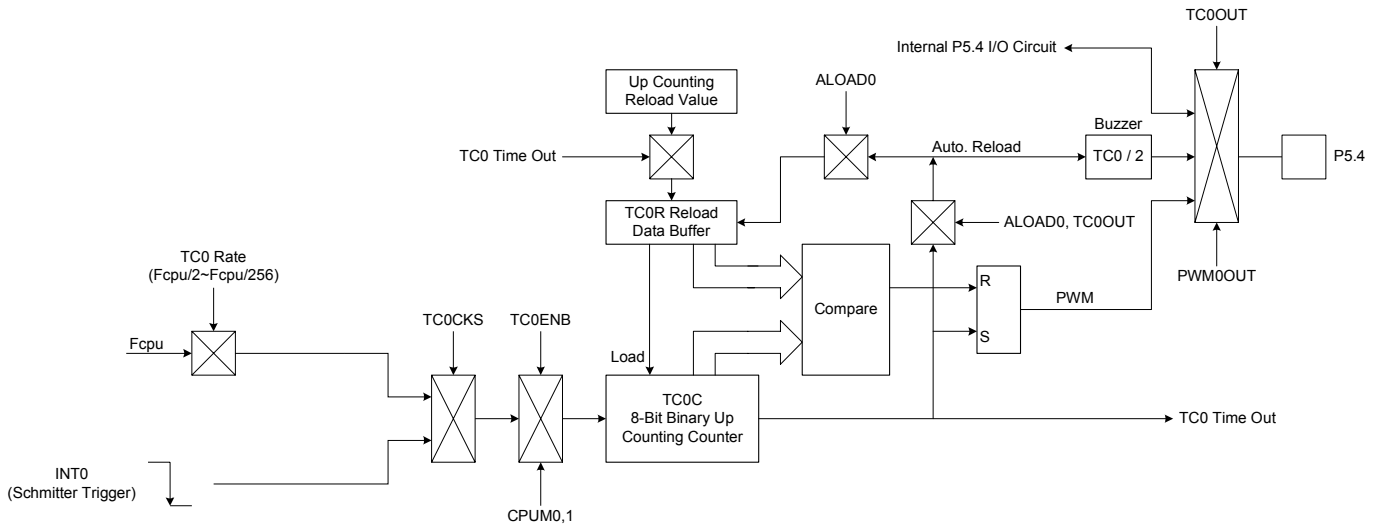 TC0OUT
Internal P5.4 I/O Circuit
Up Counting
Reload Value
ALOAD0
Buzzer
TC0 Time Out
Auto. Reload
TC0 / 2
P5.4
TC0R Reload
Data Buffer
ALOAD0, TC0OUT
TC0 Rate
(Fcpu/2~Fcpu/256)
PWM0OUT
R
Compare
PWM
TC0CKS
TC0ENB
S
Fcpu
Load
TC0C
8-Bit Binary Up
Counting Counter
TC0 Time Out
INT0
(Schmitter Trigger)
CPUM0,1